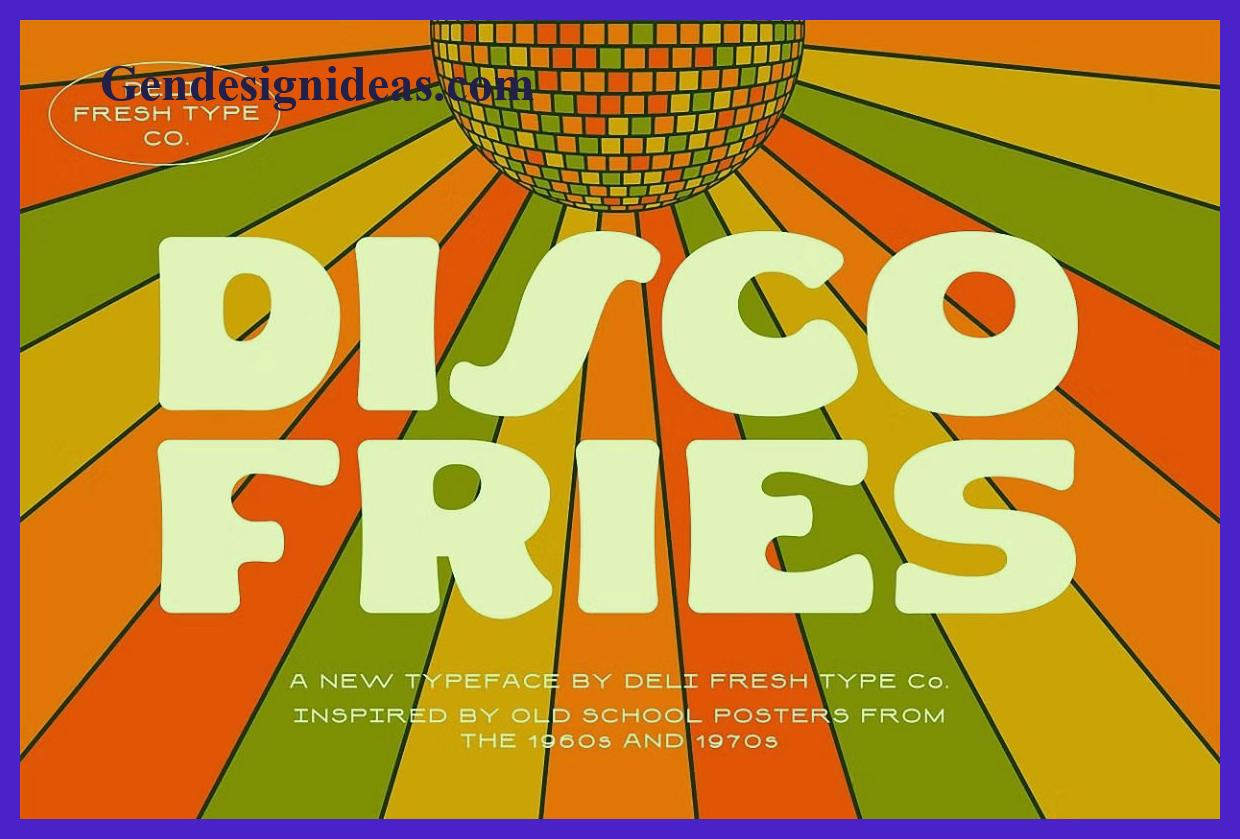 Gendesignideas.com
FRESH TYPE
CO.
DISCO
FRIES
A NEW TYPEFACE BY DELI FRESH TYPE Co.
INSPIRED BY OLD SCHOOL POSTERS FROM
THE 1960s AND 1970s